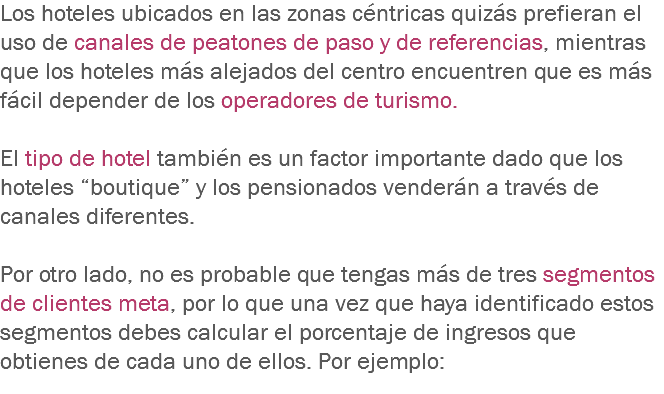 Los hoteles ubicados en las zonas céntricas quizás prefieran el
uso de canales de peatones de paso y de referencias, mientras
que los hoteles más alejados del centro encuentren que es más
fácil depender de los operadores de turismo.
El tipo de hotel también es un factor importante dado que los
hoteles “boutique” y los pensionados venderán a través de
canales diferentes.
Por otro lado, no es probable que tengas más de tres segmentos
de clientes meta, por lo que una vez que haya identificado estos
segmentos debes calcular el porcentaje de ingresos que
obtienes de cada uno de ellos. Por ejemplo: